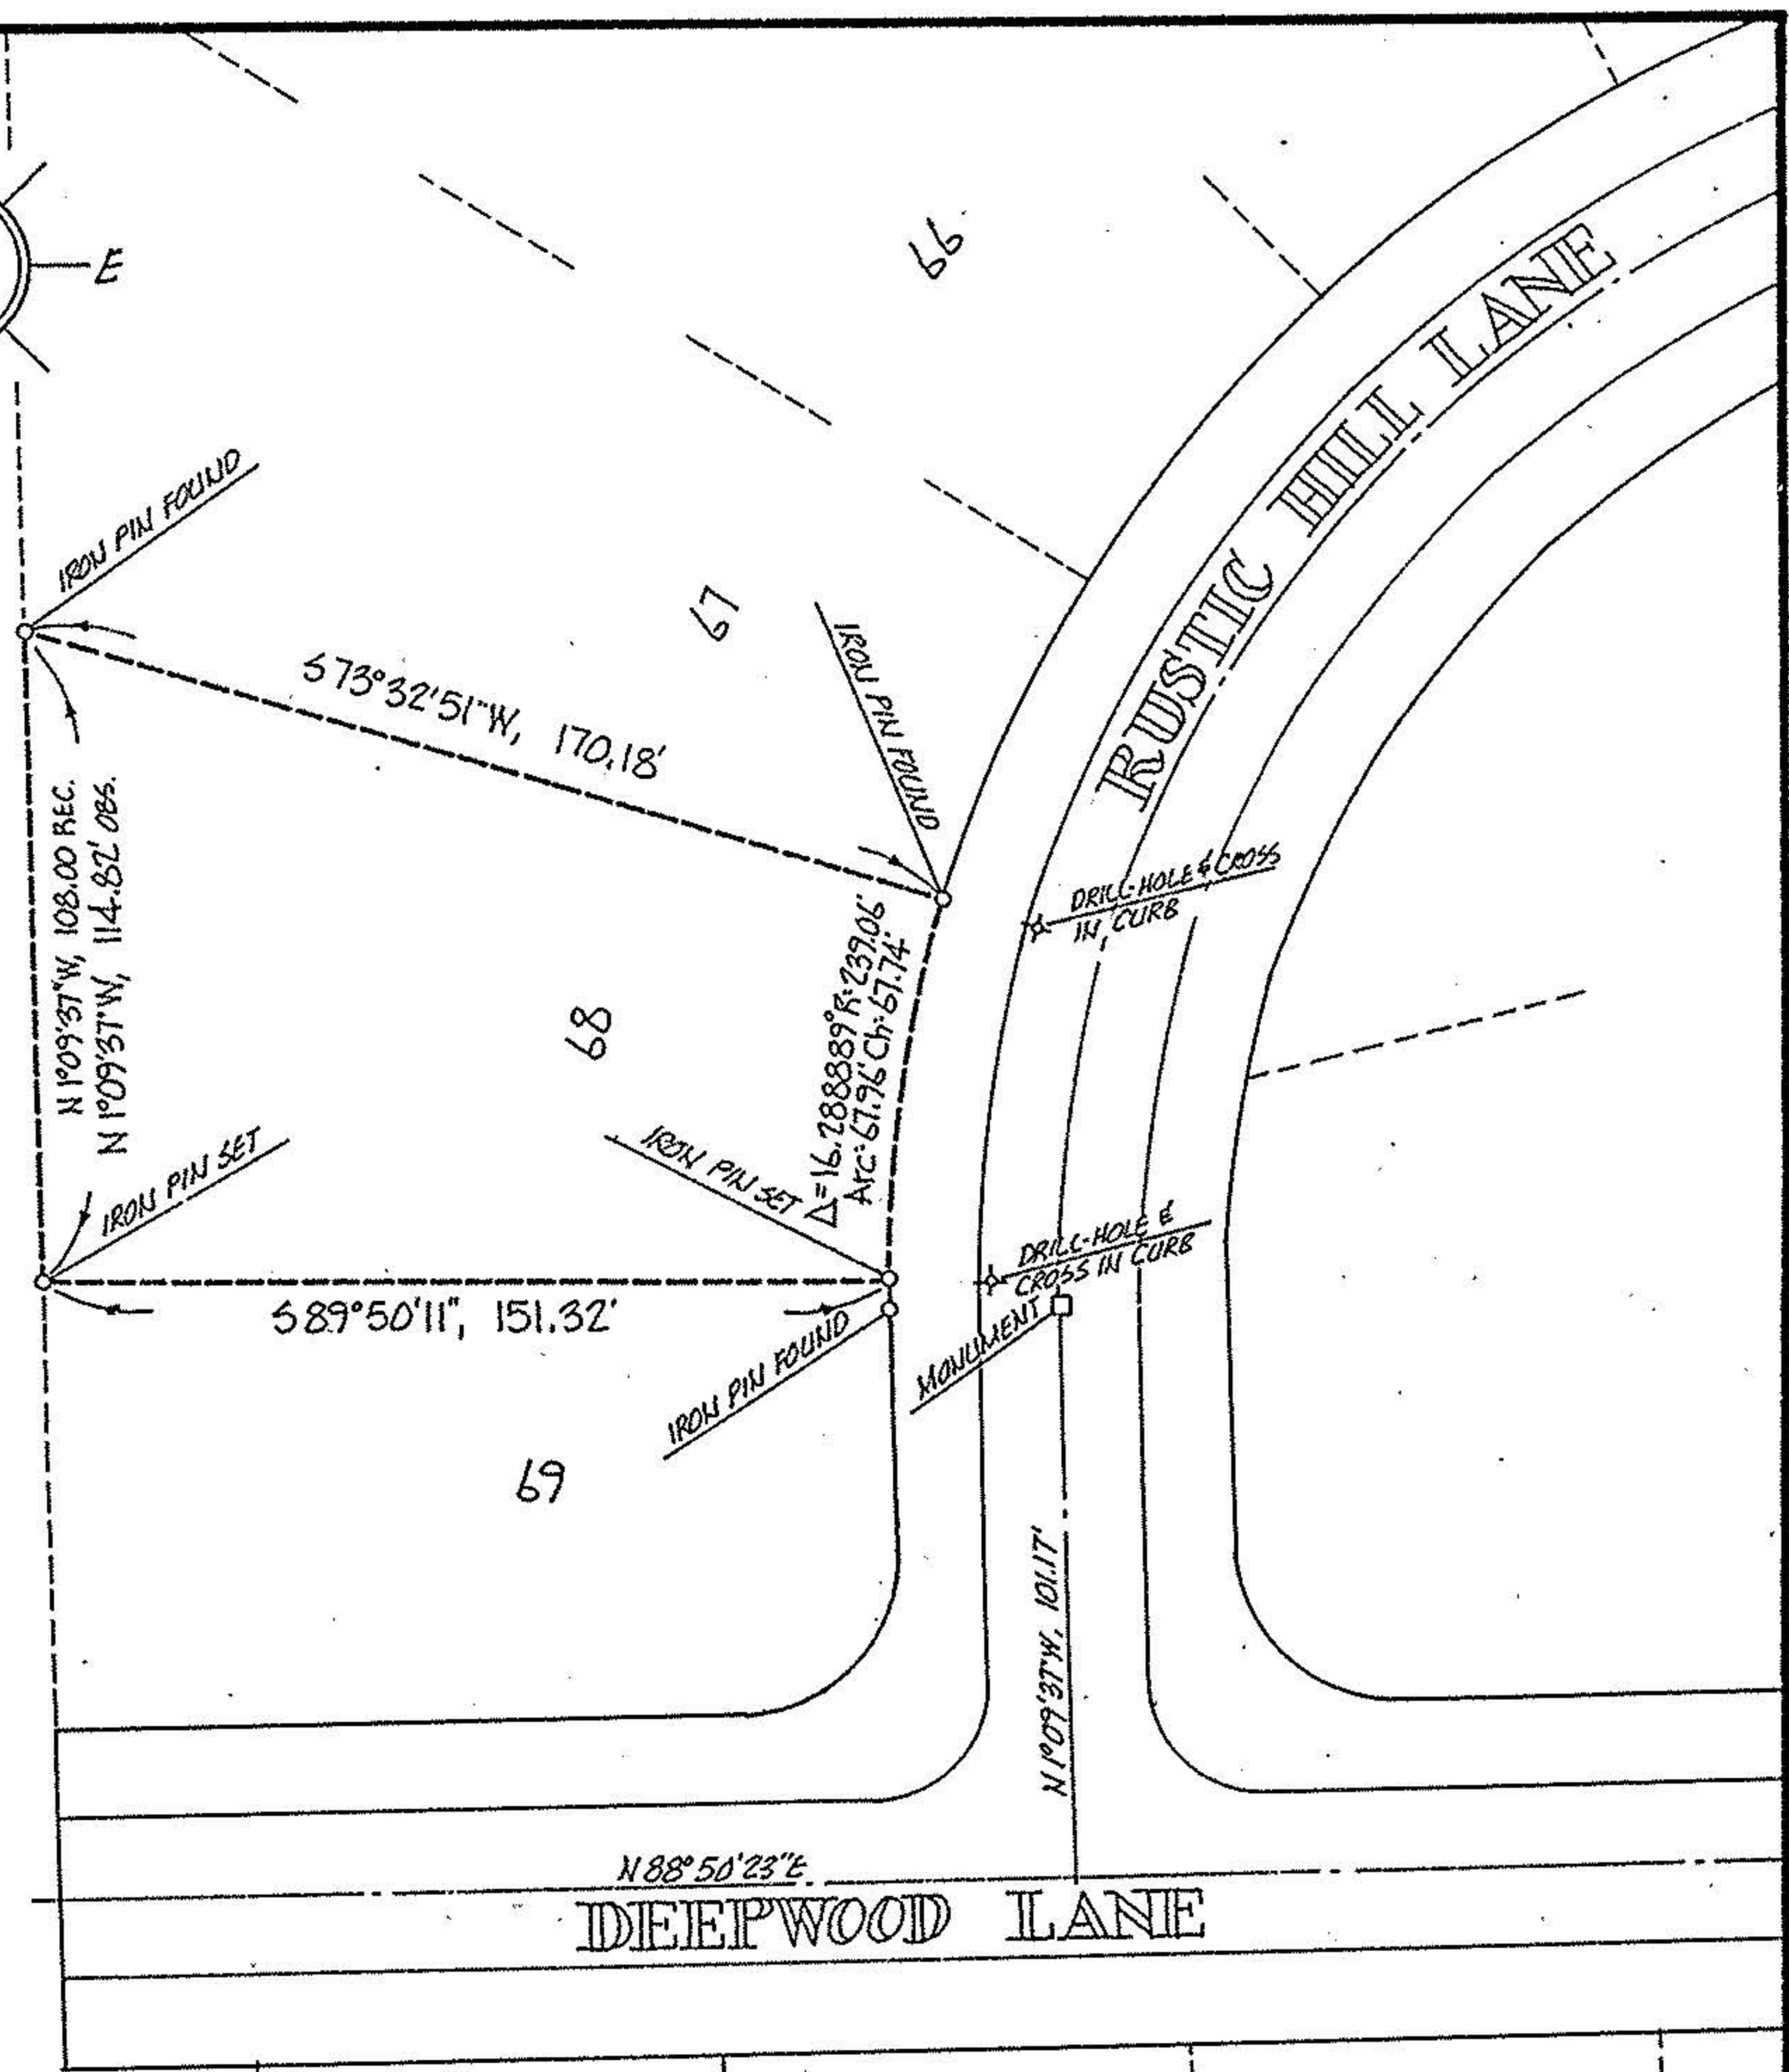 E
66
RUSTIC HILL LANE
IRON PIN FOUND
67
IRON PIN FOUND
S73°32'51"W, 170.18'
N 1°09'37"W, 108.00 REC.
N 1°09'37"W, 114.82' OBS.
DRILL-HOLE & CROSS
IN CURB
68
Δ=16.288889° R=239.06'
Arc=67.96' Ch=67.74'
IRON PIN SET
IRON PIN SET
DRILL-HOLE &
CROSS IN CURB
S89°50'11", 151.32'
MONUMENT
IRON PIN FOUND
69
N 1°09'37"W, 101.17'
N 88°50'23"E
DEEPWOOD LANE